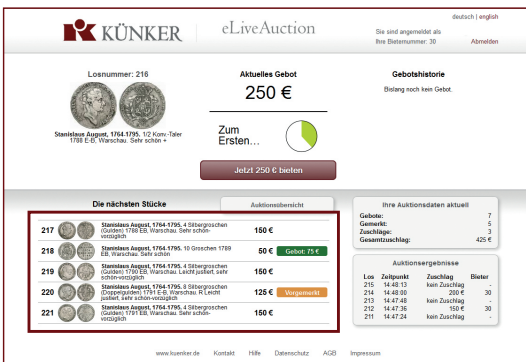 deutsch | english
KÜNKER
eLiveAuction
Sie sind angemeldet als
Ihre Bieternummer: 30
Abmelden
Losnummer: 216
Stanislaus August, 1764-1795. 1/2 Konv.-Taler
1788 E-B, Warschau. Sehr schön +
Aktuelles Gebot
250 €
Zum
Ersten...
Jetzt 250 € bieten
Gebotshistorie
Bislang noch kein Gebot.
Die nächsten Stücke
Auktionsübersicht
217
Stanislaus August, 1764-1795. 4 Silbergroschen
(Gulden) 1788 EB, Warschau. Sehr schön-
vorzüglich
150 €
218
Stanislaus August, 1764-1795. 10 Groschen 1789
EB, Warschau. Sehr schön
50 €
Gebot: 75 €
219
Stanislaus August, 1764-1795. 4 Silbergroschen
(Gulden) 1790 EB, Warschau. Leicht justiert, sehr
schön-vorzüglich
150 €
220
Stanislaus August, 1764-1795. 8 Silbergroschen
(Doppelgulden) 1791 E-B, Warschau. R Leicht
justiert, sehr schön-vorzüglich
125 €
Vorgemerkt
221
Stanislaus August, 1764-1795. 4 Silbergroschen
(Gulden) 1791 EB, Warschau. Sehr schön-
vorzüglich
150 €
Ihre Auktionsdaten aktuell
Gebote: 7
Gemerkt: 5
Zuschläge: 3
Gesamtzuschlag: 425 €
Auktionsergebnisse
Los Zeitpunkt Zuschlag Bieter
215 14:48:13 kein Zuschlag -
214 14:48:00 200 € 30
213 14:47:48 kein Zuschlag -
212 14:47:36 150 € 30
211 14:47:24 kein Zuschlag -
www.kuenker.de Kontakt Hilfe Datenschutz AGB Impressum